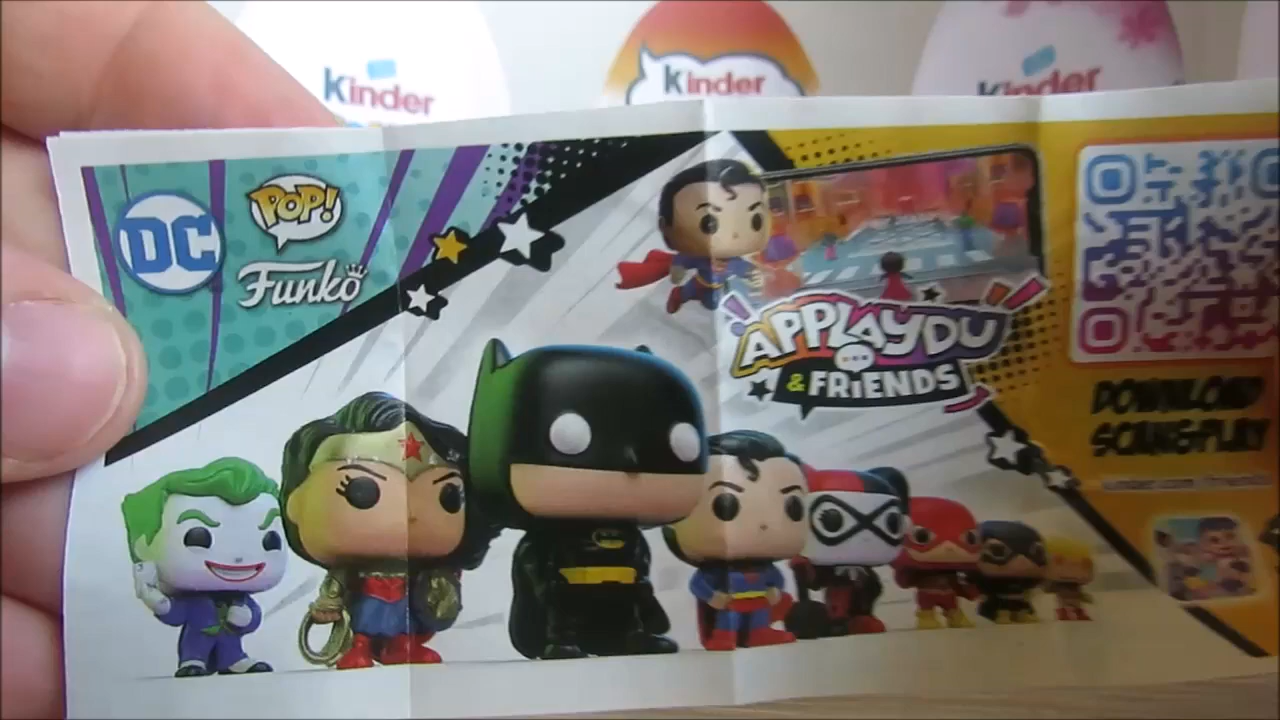 Kinder
Kinder
Kinder
DC
POP!
Funko
APPLAYDU
& FRIENDS
DOWNLOAD
SCAN&PLAY